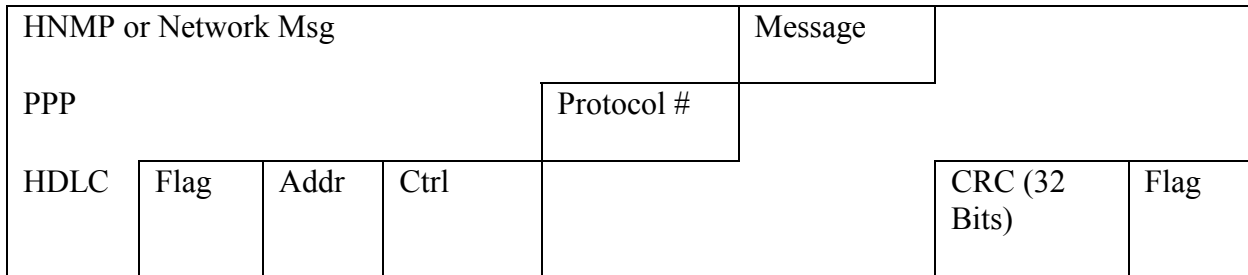 HNMP or Network Msg Message
PPP Protocol #
HDLC Flag Addr Ctrl CRC (32 Flag
Bits)